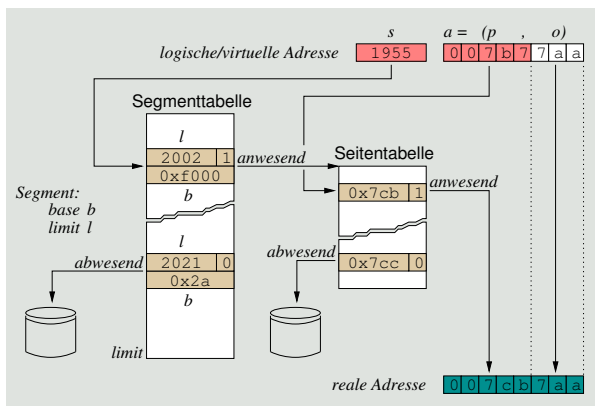 s a = (p , o)
logische/virtuelle Adresse 1955 0 0 7 b 7 7 a a
Segmenttabelle
l
2002 1 anwesend Seitentabelle
0xf000
b
0x7cb 1 anwesend
Segment:
base b
limit l
l
abwesend 2021 0 abwesend 0x7cc 0
0x2a
b
limit
reale Adresse 0 0 7 c b 7 a a